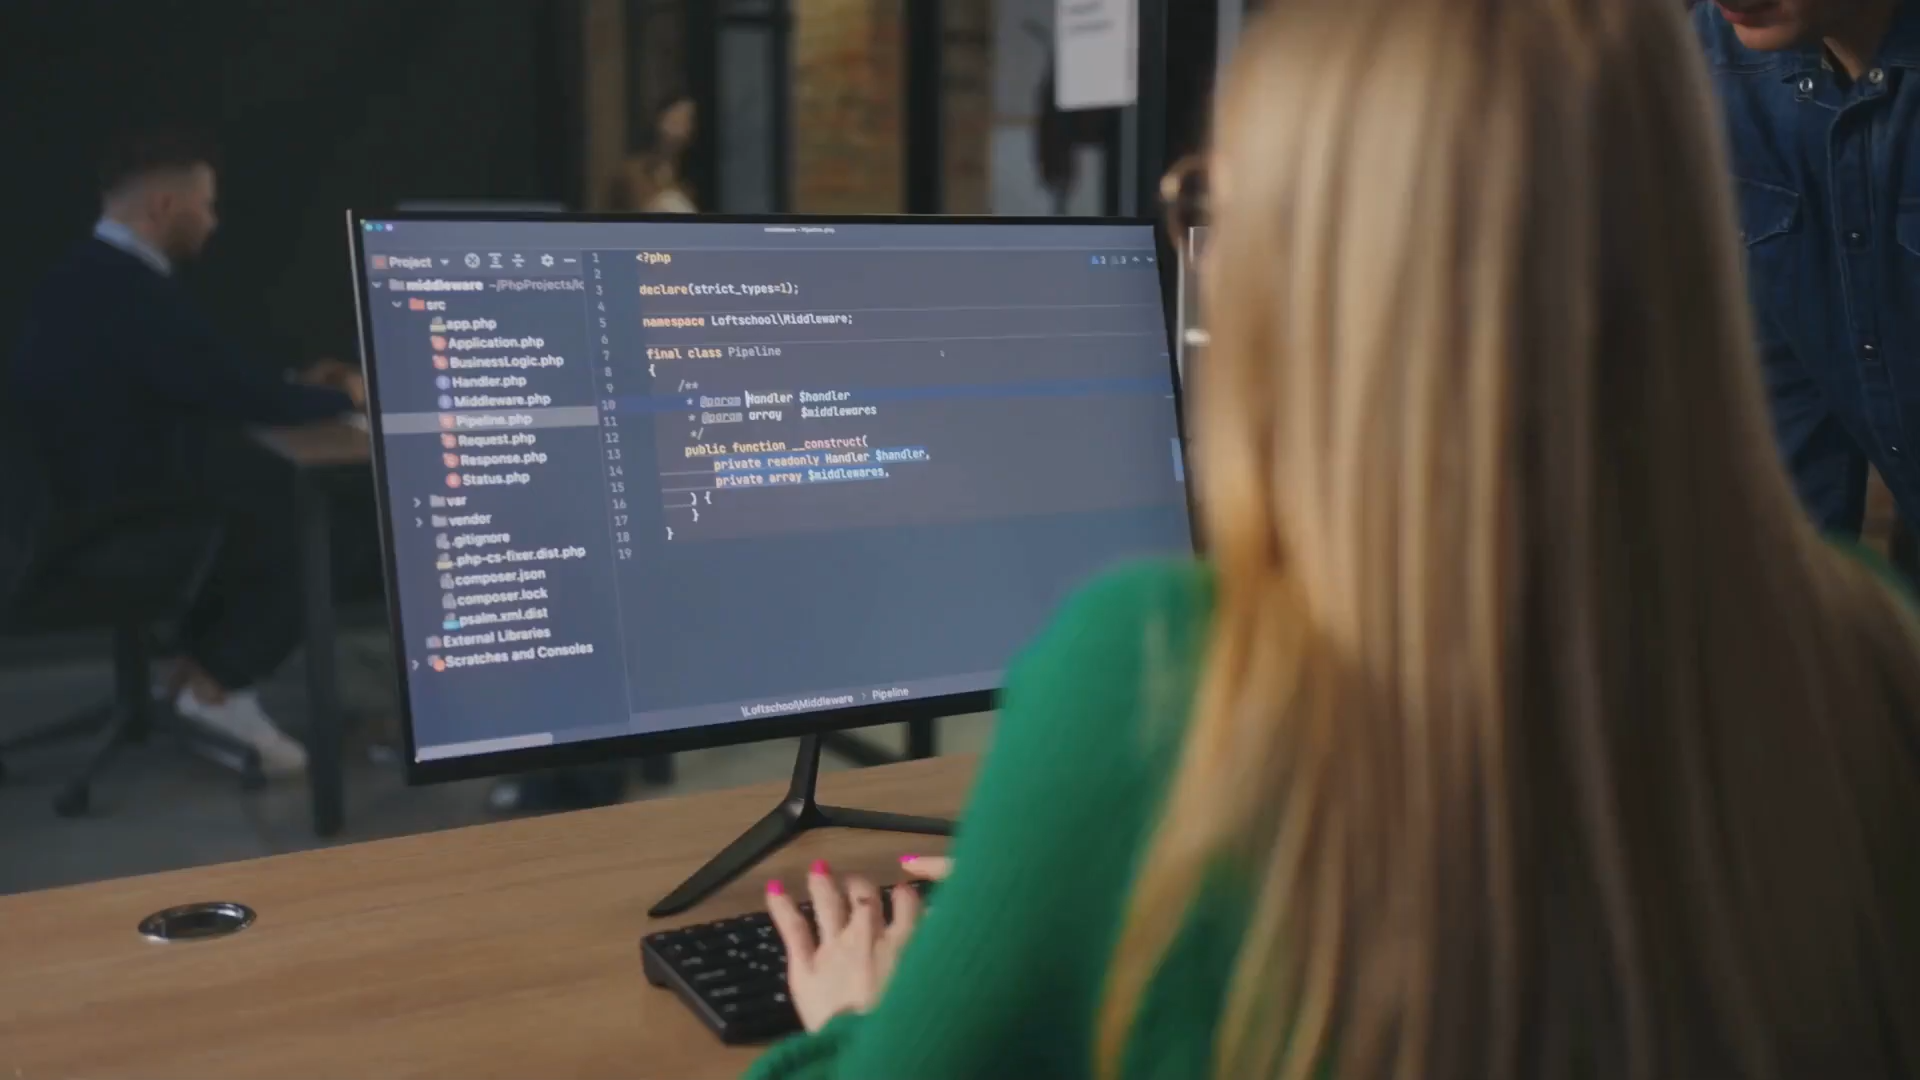 middleware – Pipeline.php
Project
middleware ~/PhpProjects/lo
src
app.php
Application.php
BusinessLogic.php
Handler.php
Middleware.php
Pipeline.php
Request.php
Response.php
Status.php
var
vendor
.gitignore
.php-cs-fixer.dist.php
composer.json
composer.lock
psalm.xml.dist
External Libraries
Scratches and Consoles
1 <?php
2
3 declare(strict_types=1);
4
5 namespace Loftschool\Middleware;
6
7 final class Pipeline
8 {
9 /**
10 * @param Handler $handler
11 * @param array $middlewares
12 */
13 public function __construct(
14 private readonly Handler $handler,
15 private array $middlewares,
16 ) {
17 }
18 }
19
\Loftschool\Middleware › Pipeline